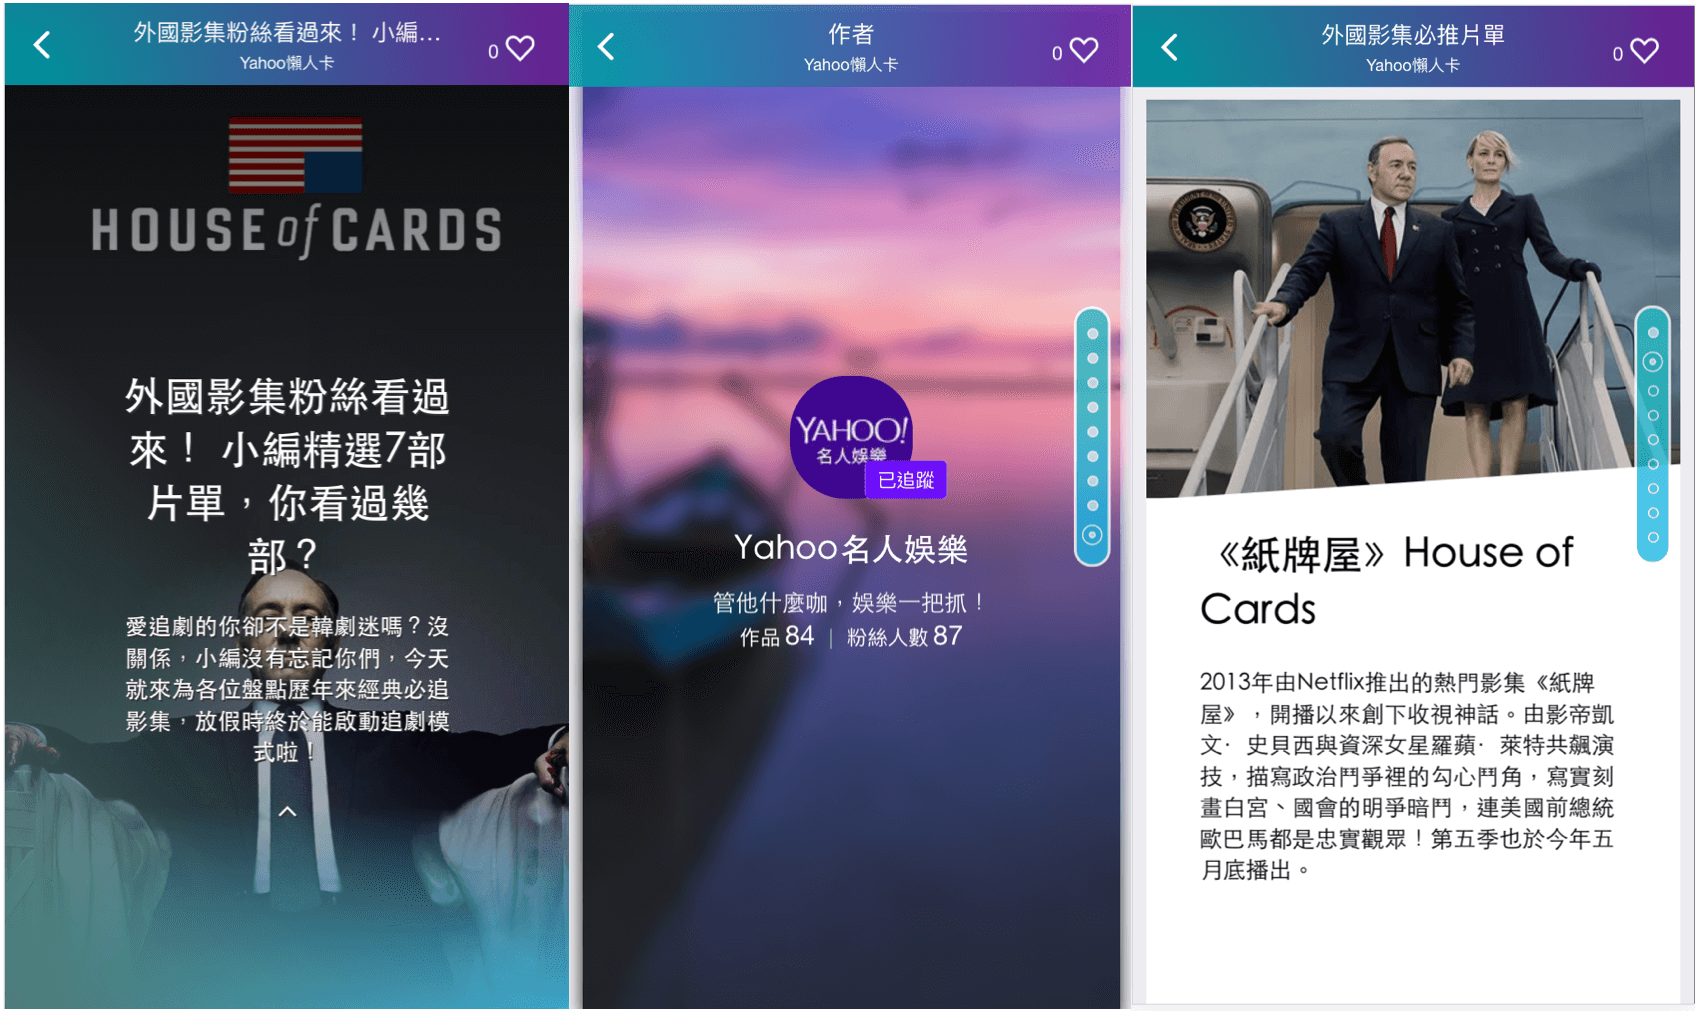 外國影集粉絲看過來！ 小編...
Yahoo懶人卡
0
HOUSE of CARDS
外國影集粉絲看過
來！ 小編精選7部
片單，你看過幾
部？
愛追劇的你卻不是韓劇迷嗎？沒
關係，小編沒有忘記你們，今天
就來為各位盤點歷年來經典必追
影集，放假時終於能啟動追劇模
式啦！
作者
Yahoo懶人卡
0
YAHOO!
名人娛樂
已追蹤
Yahoo名人娛樂
管他什麼咖，娛樂一把抓！
作品 84 | 粉絲人數 87
外國影集必推片單
Yahoo懶人卡
0
《紙牌屋》House of
Cards
2013年由Netflix推出的熱門影集《紙牌
屋》，開播以來創下收視神話。由影帝凱
文·史貝西與資深女星羅蘋·萊特共飆演
技，描寫政治鬥爭裡的勾心鬥角，寫實刻
畫白宮、國會的明爭暗鬥，連美國前總統
歐巴馬都是忠實觀眾！第五季也於今年五
月底播出。